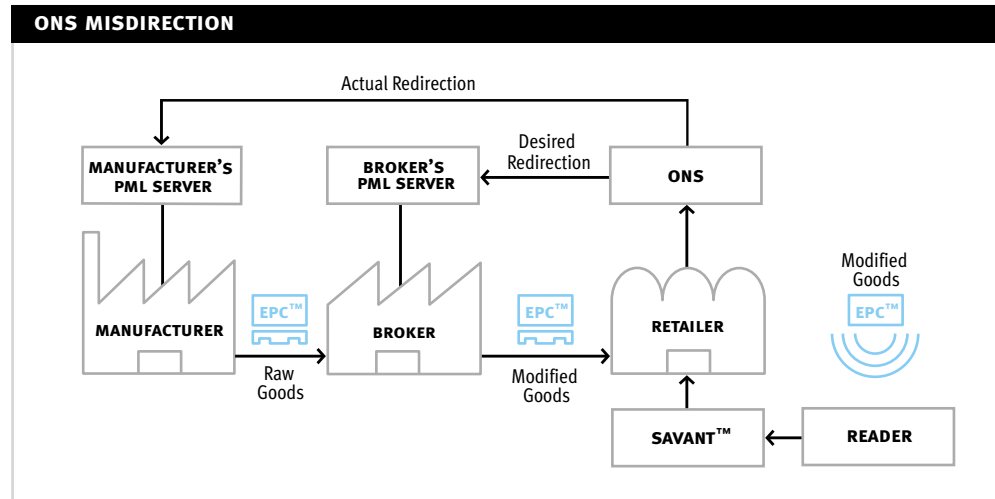 ONS MISDIRECTION
Actual Redirection
Desired
Redirection
MANUFACTURER'S
PML SERVER
BROKER'S
PML SERVER
ONS
Modified
Goods
EPC™
EPC™
EPC™
MANUFACTURER
BROKER
RETAILER
Raw
Goods
Modified
Goods
SAVANT™
READER